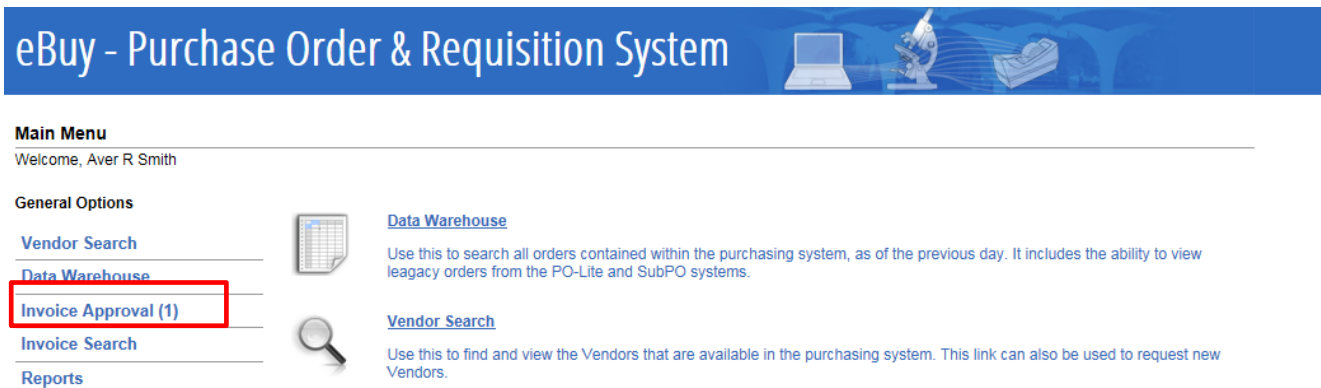 eBuy - Purchase Order & Requisition System
Main Menu
Welcome, Aver R Smith
General Options
Vendor Search
Data Warehouse
Invoice Approval (1)
Invoice Search
Reports
Data Warehouse
Use this to search all orders contained within the purchasing system, as of the previous day. It includes the ability to view
leagacy orders from the PO-Lite and SubPO systems.
Vendor Search
Use this to find and view the Vendors that are available in the purchasing system. This link can also be used to request new
Vendors.